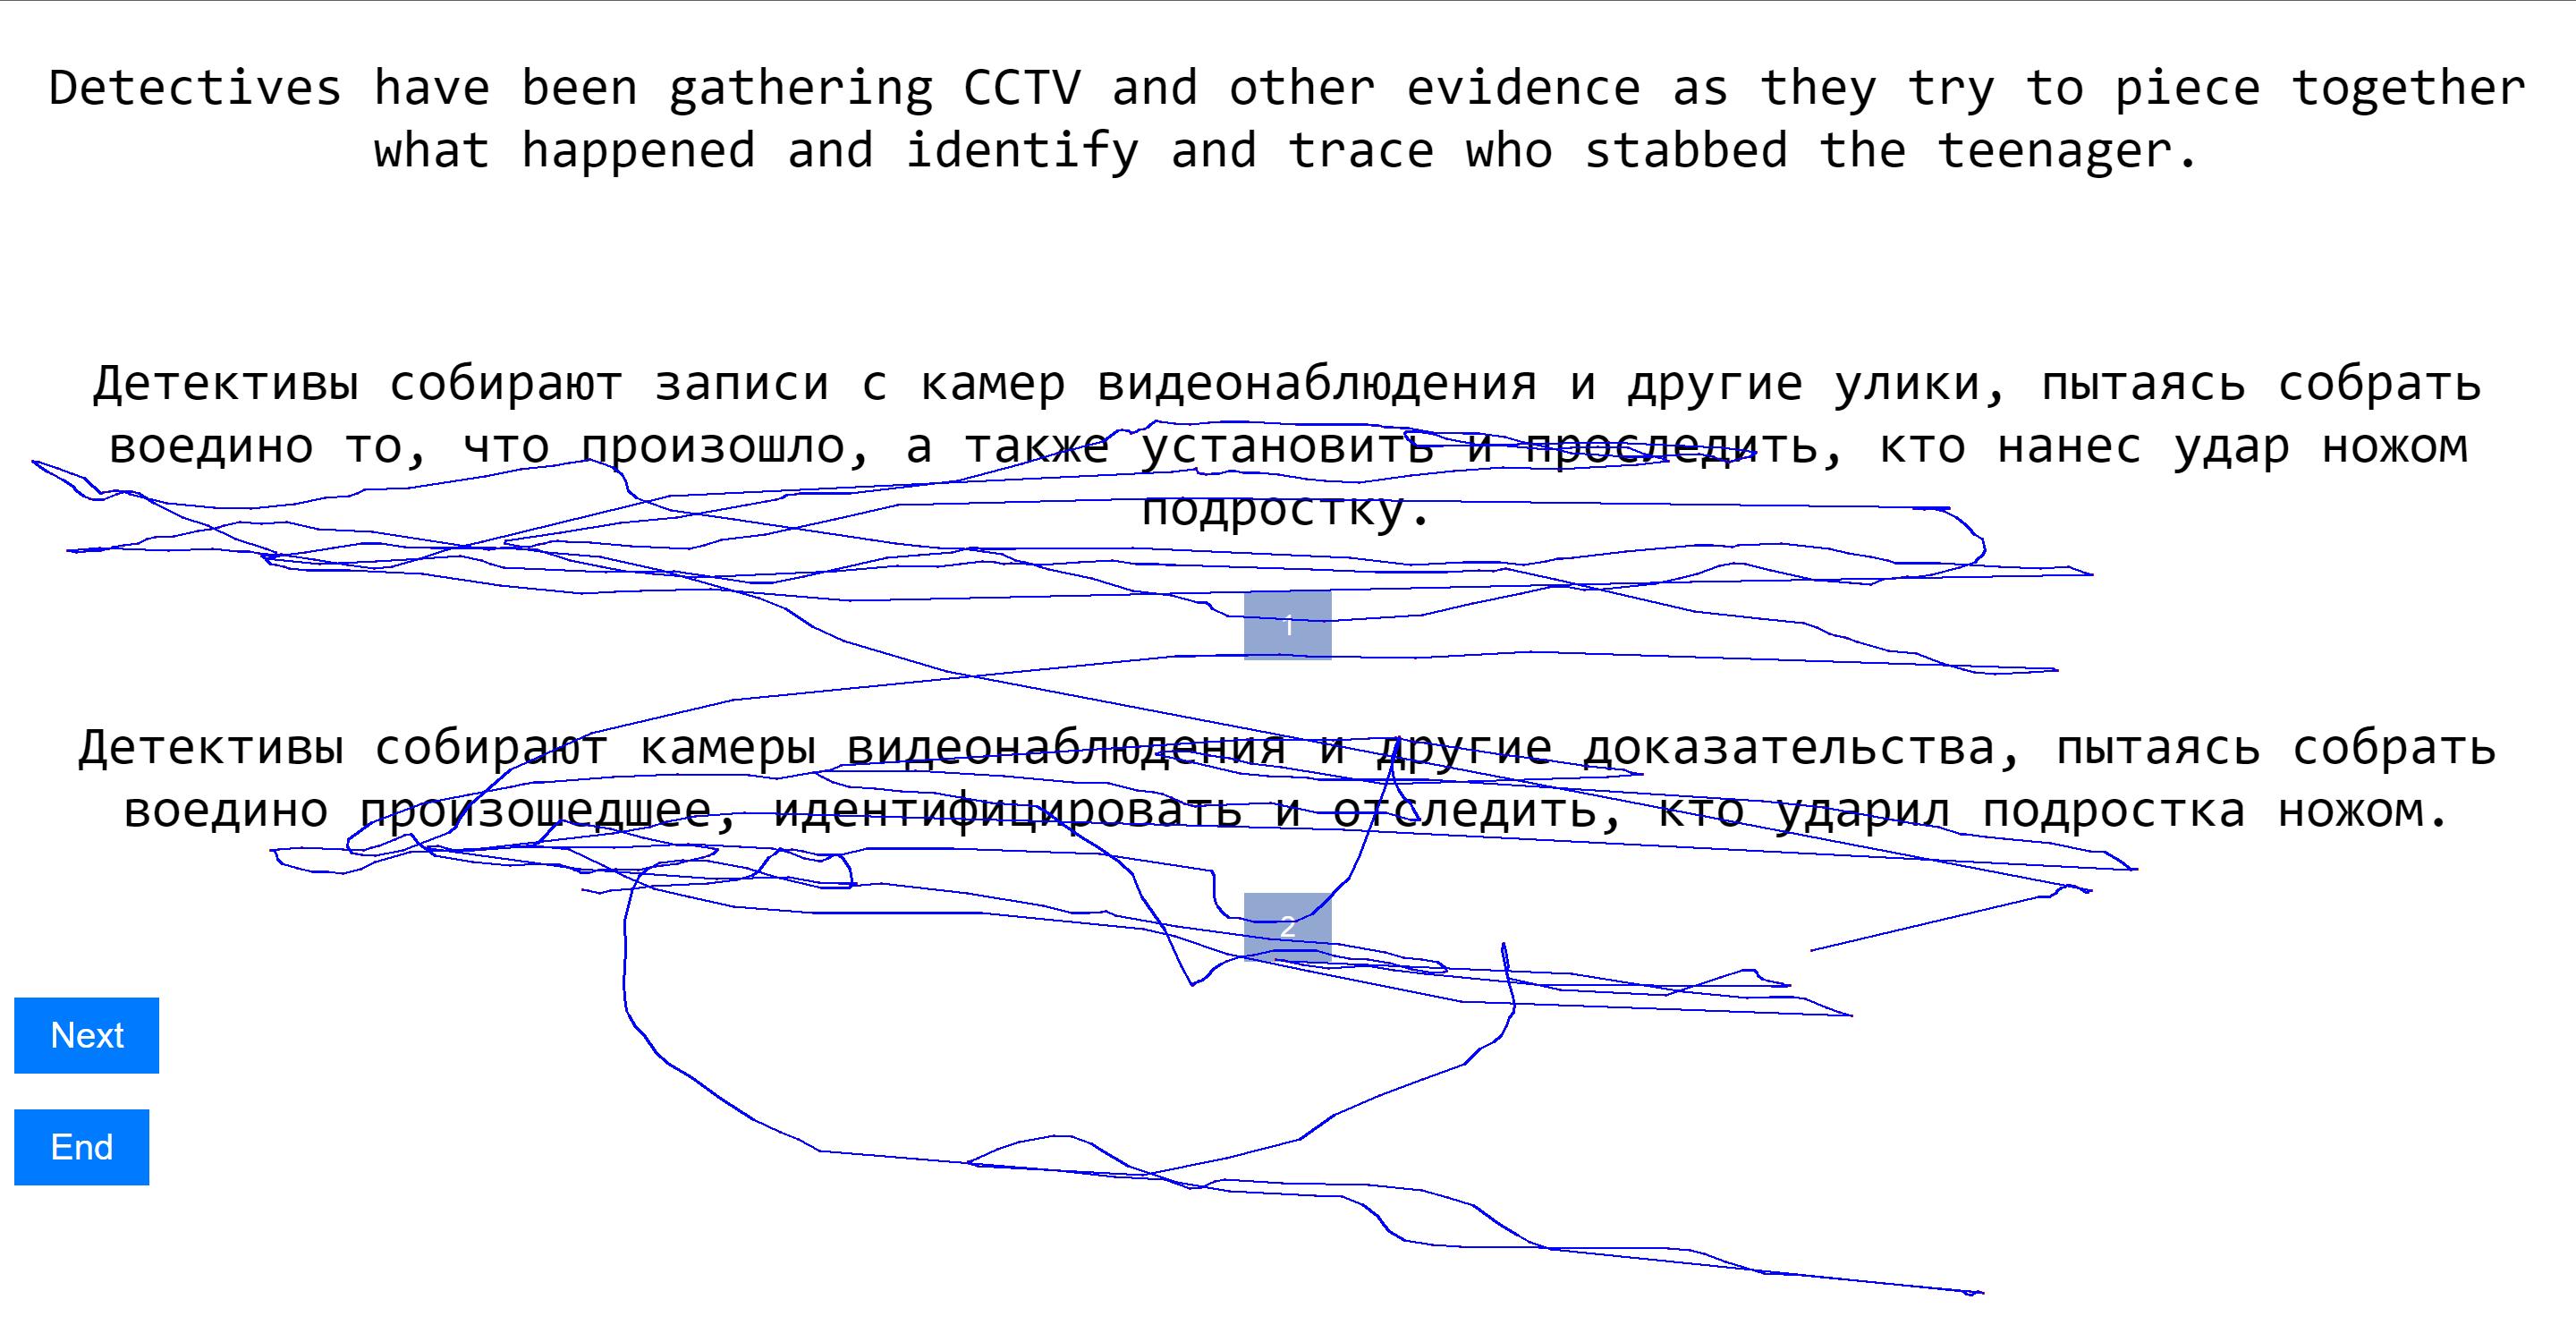 Detectives have been gathering CCTV and other evidence as they try to piece together
what happened and identify and trace who stabbed the teenager.
Детективы собирают записи с камер видеонаблюдения и другие улики, пытаясь собрать
воедино то, что произошло, а также установить и проследить, кто нанес удар ножом
подростку.
1
Детективы собирают камеры видеонаблюдения и другие доказательства, пытаясь собрать
воедино произошедшее, идентифицировать и отследить, кто ударил подростка ножом.
2
Next
End